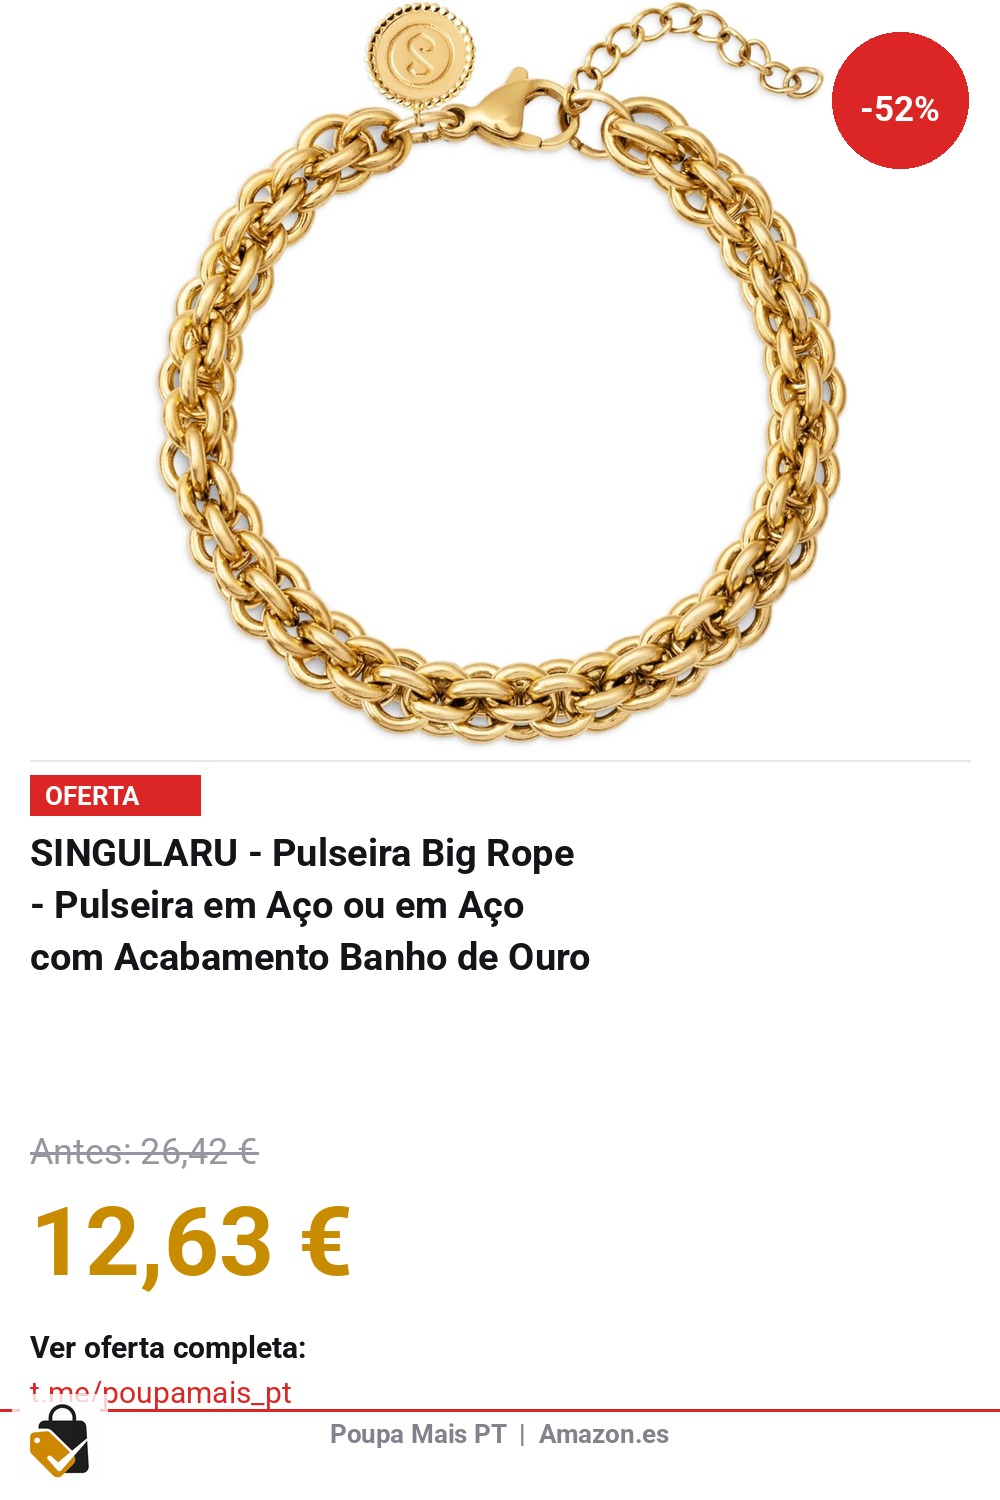 S
-52%
OFERTA
SINGULARU - Pulseira Big Rope
- Pulseira em Aço ou em Aço
com Acabamento Banho de Ouro
Antes: 26,42 €
12,63 €
Ver oferta completa:
t.me/poupamais_pt
Poupa Mais PT | Amazon.es